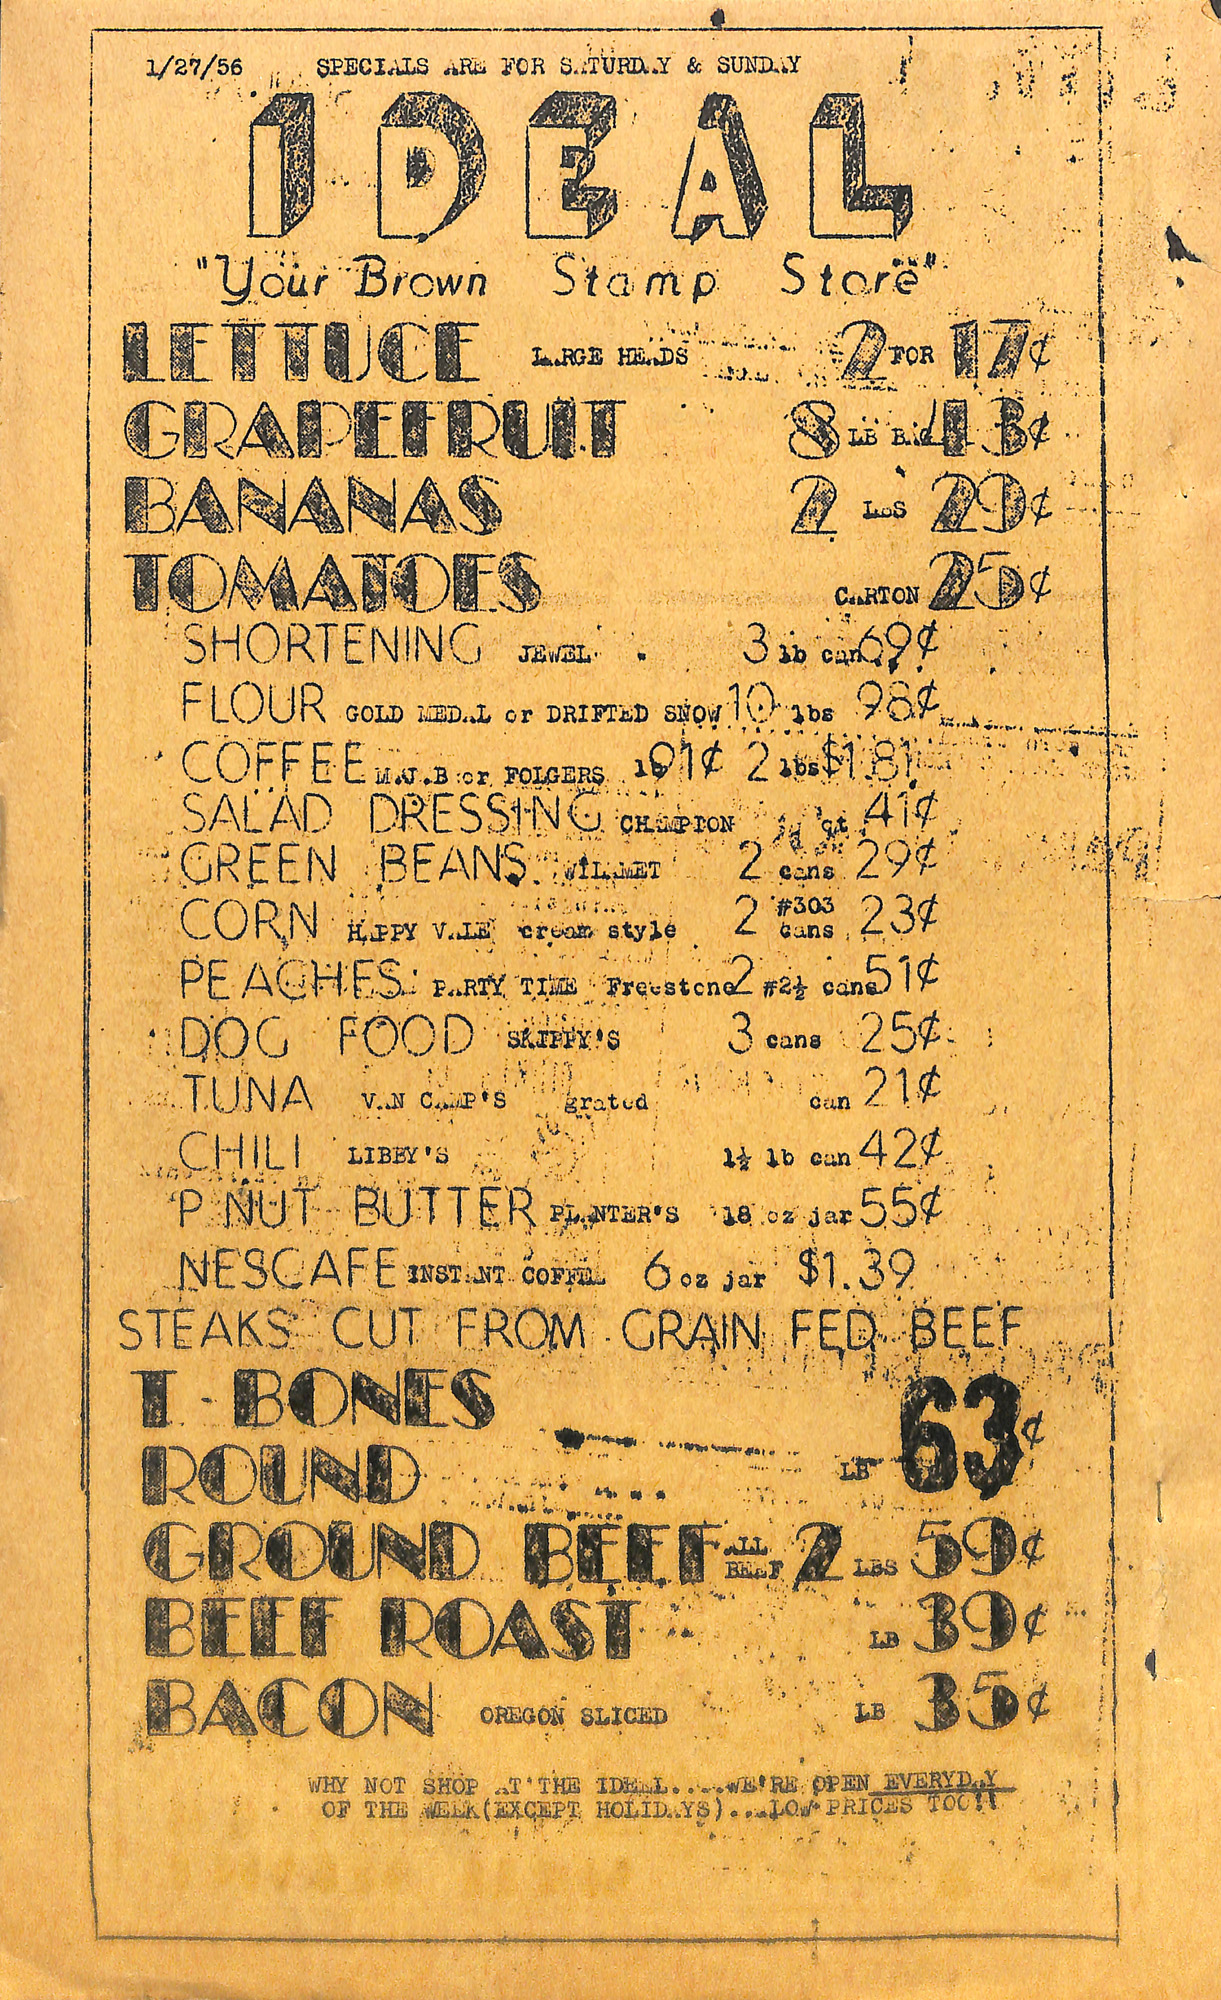 1/27/56 SPECIALS ARE FOR SATURDAY & SUNDAY
IDEAL
"Your Brown Stamp Store"
LETTUCE LARGE HEADS 2 FOR 17¢
GRAPEFRUIT 8 LB BAG 43¢
BANANAS 2 LBS 29¢
TOMATOES CARTON 25¢
SHORTENING JEWEL 3 lb can 69¢
FLOUR GOLD MEDAL or DRIFTED SNOW 10 lbs 98¢
COFFEE M.J.B or FOLGERS lb 91¢ 2 lbs $1.81
SALAD DRESSING CHAMPION qt 41¢
GREEN BEANS WILAMET 2 cans 29¢
CORN HAPPY VALE cream style 2 #303 cans 23¢
PEACHES PARTY TIME Freestone 2 #2½ cans 51¢
DOG FOOD SKIPPY'S 3 cans 25¢
TUNA VAN CAMP'S grated can 21¢
CHILI LIBBY'S 1½ lb can 42¢
P NUT BUTTER PLANTER'S 18 oz jar 55¢
NESCAFE INSTANT COFFEE 6 oz jar $1.39
STEAKS CUT FROM GRAIN FED BEEF
T-BONES
ROUND LB 63¢
GROUND BEEF ALL BEEF 2 LBS 59¢
BEEF ROAST LB 39¢
BACON OREGON SLICED LB 35¢
WHY NOT SHOP AT THE IDEAL.....WE'RE OPEN EVERYDAY
OF THE WEEK(EXCEPT HOLIDAYS)...LOW PRICES TOO!!